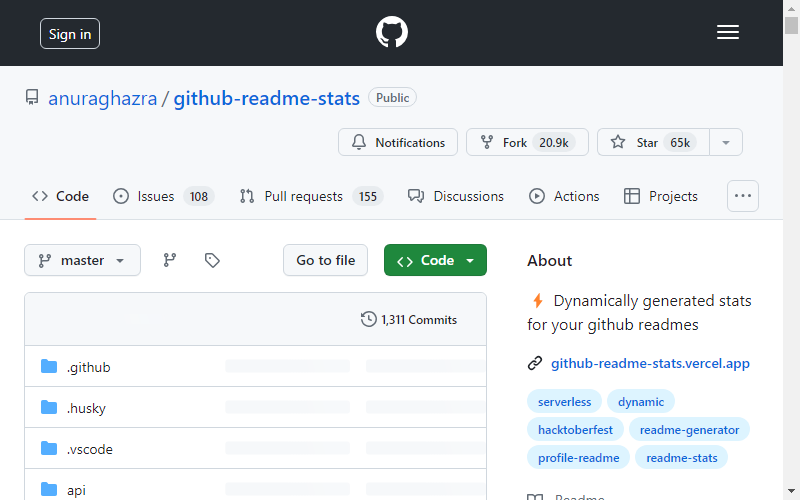 Sign in
anuraghazra / github-readme-stats Public
Notifications Fork 20.9k Star 65k
Code Issues 108 Pull requests 155 Discussions Actions Projects
master Go to file Code
1,311 Commits
.github
.husky
.vscode
api
About
Dynamically generated stats
for your github readmes
github-readme-stats.vercel.app
serverless dynamic
hacktoberfest readme-generator
profile-readme readme-stats
Readme